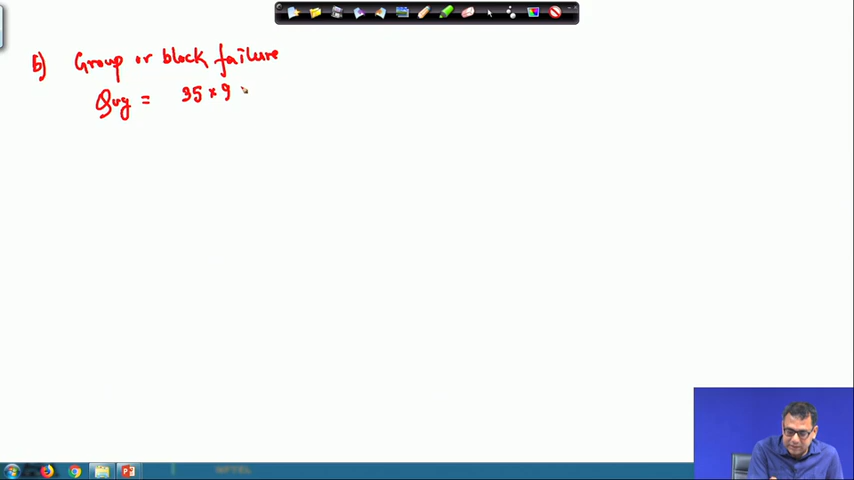 b) Group or block failure
Qug = 35 × 9